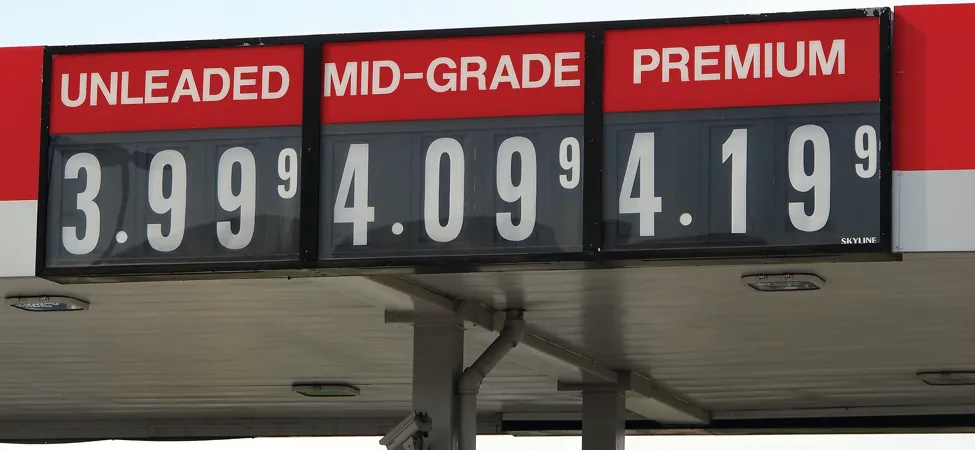 UNLEADED MID-GRADE PREMIUM
3.99 9 4.09 9 4.19 9
SKYLINE